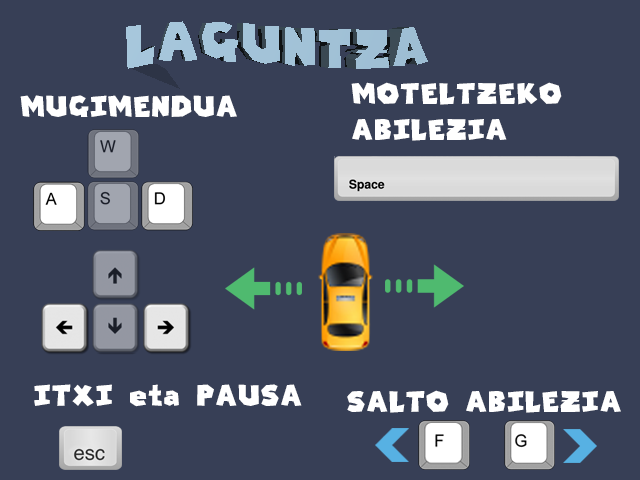 LAGUNTZA
MUGIMENDUA
MOTELTZEKO
ABILEZIA
W
A S D
Space
ITXI eta PAUSA
esc
SALTO ABILEZIA
F G